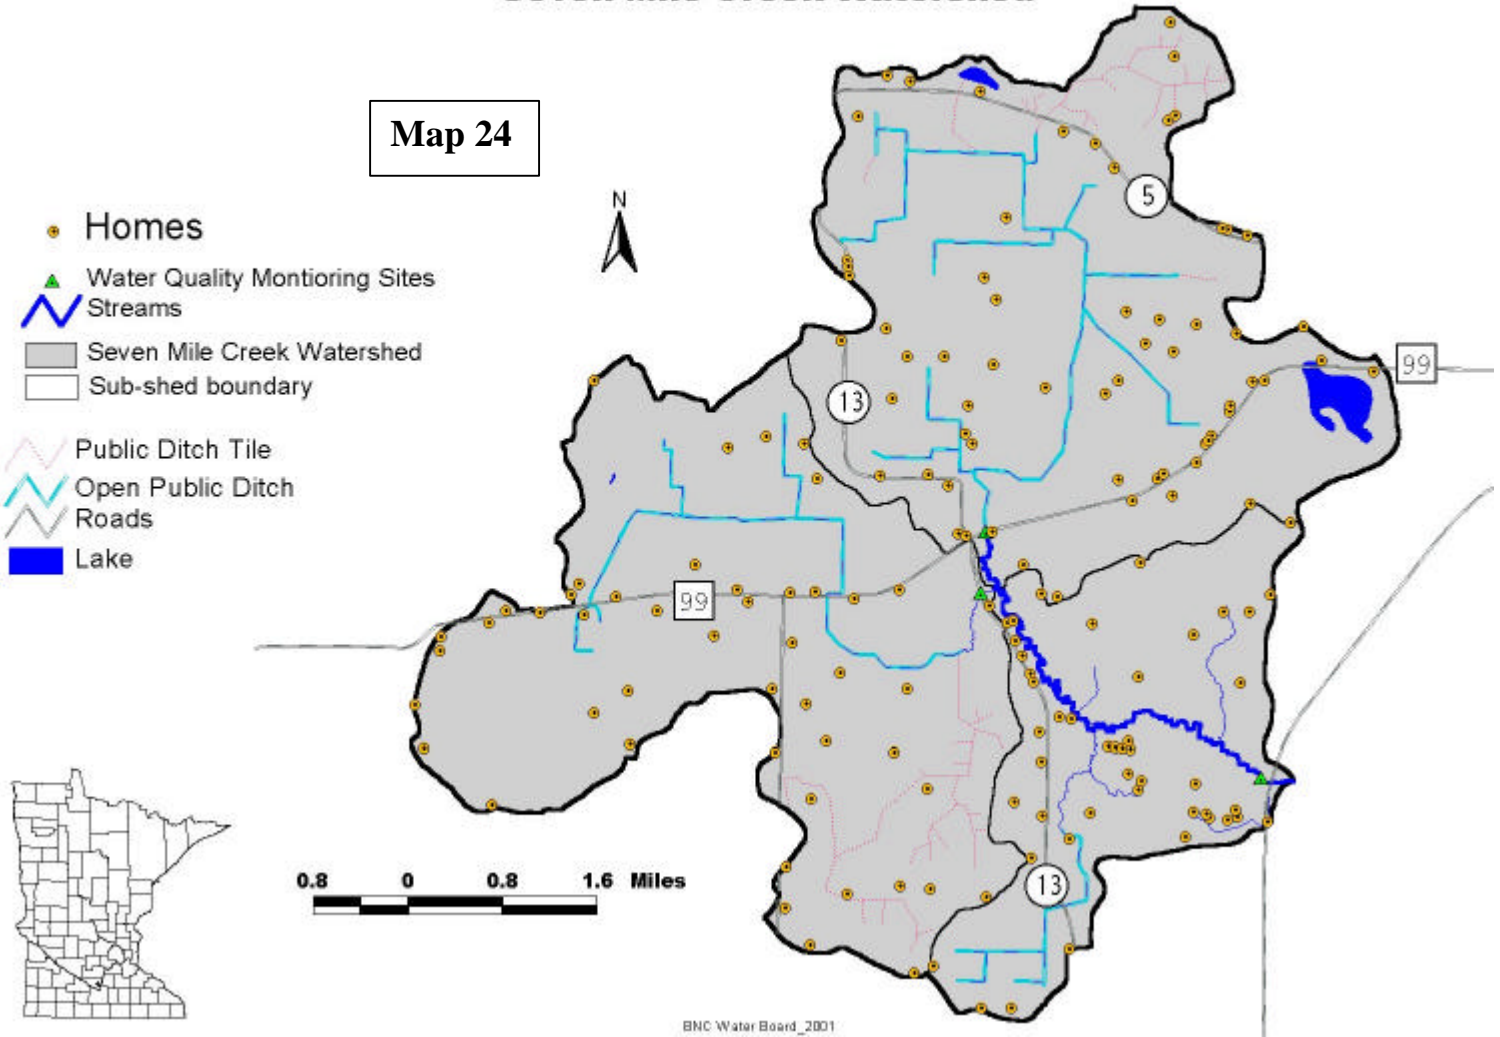 Map 24
N
Homes
Water Quality Montioring Sites
Streams
Seven Mile Creek Watershed
Sub-shed boundary
Public Ditch Tile
Open Public Ditch
Roads
Lake
5
99
13
99
13
0.8 0 0.8 1.6 Miles
BNC Water Board_2001